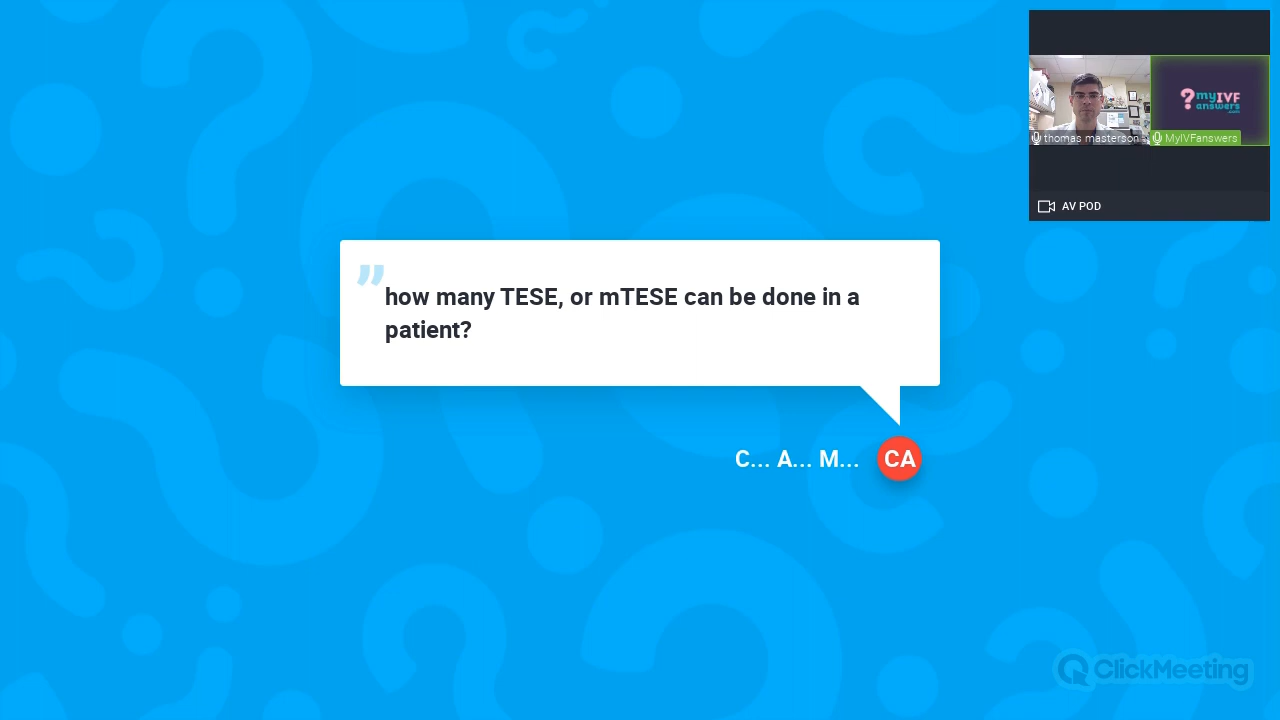 ? myIVF
answers
.com
thomas masterson
MyIVFanswers
AV POD
” how many TESE, or mTESE can be done in a
patient?
C... A... M...
CA
ClickMeeting